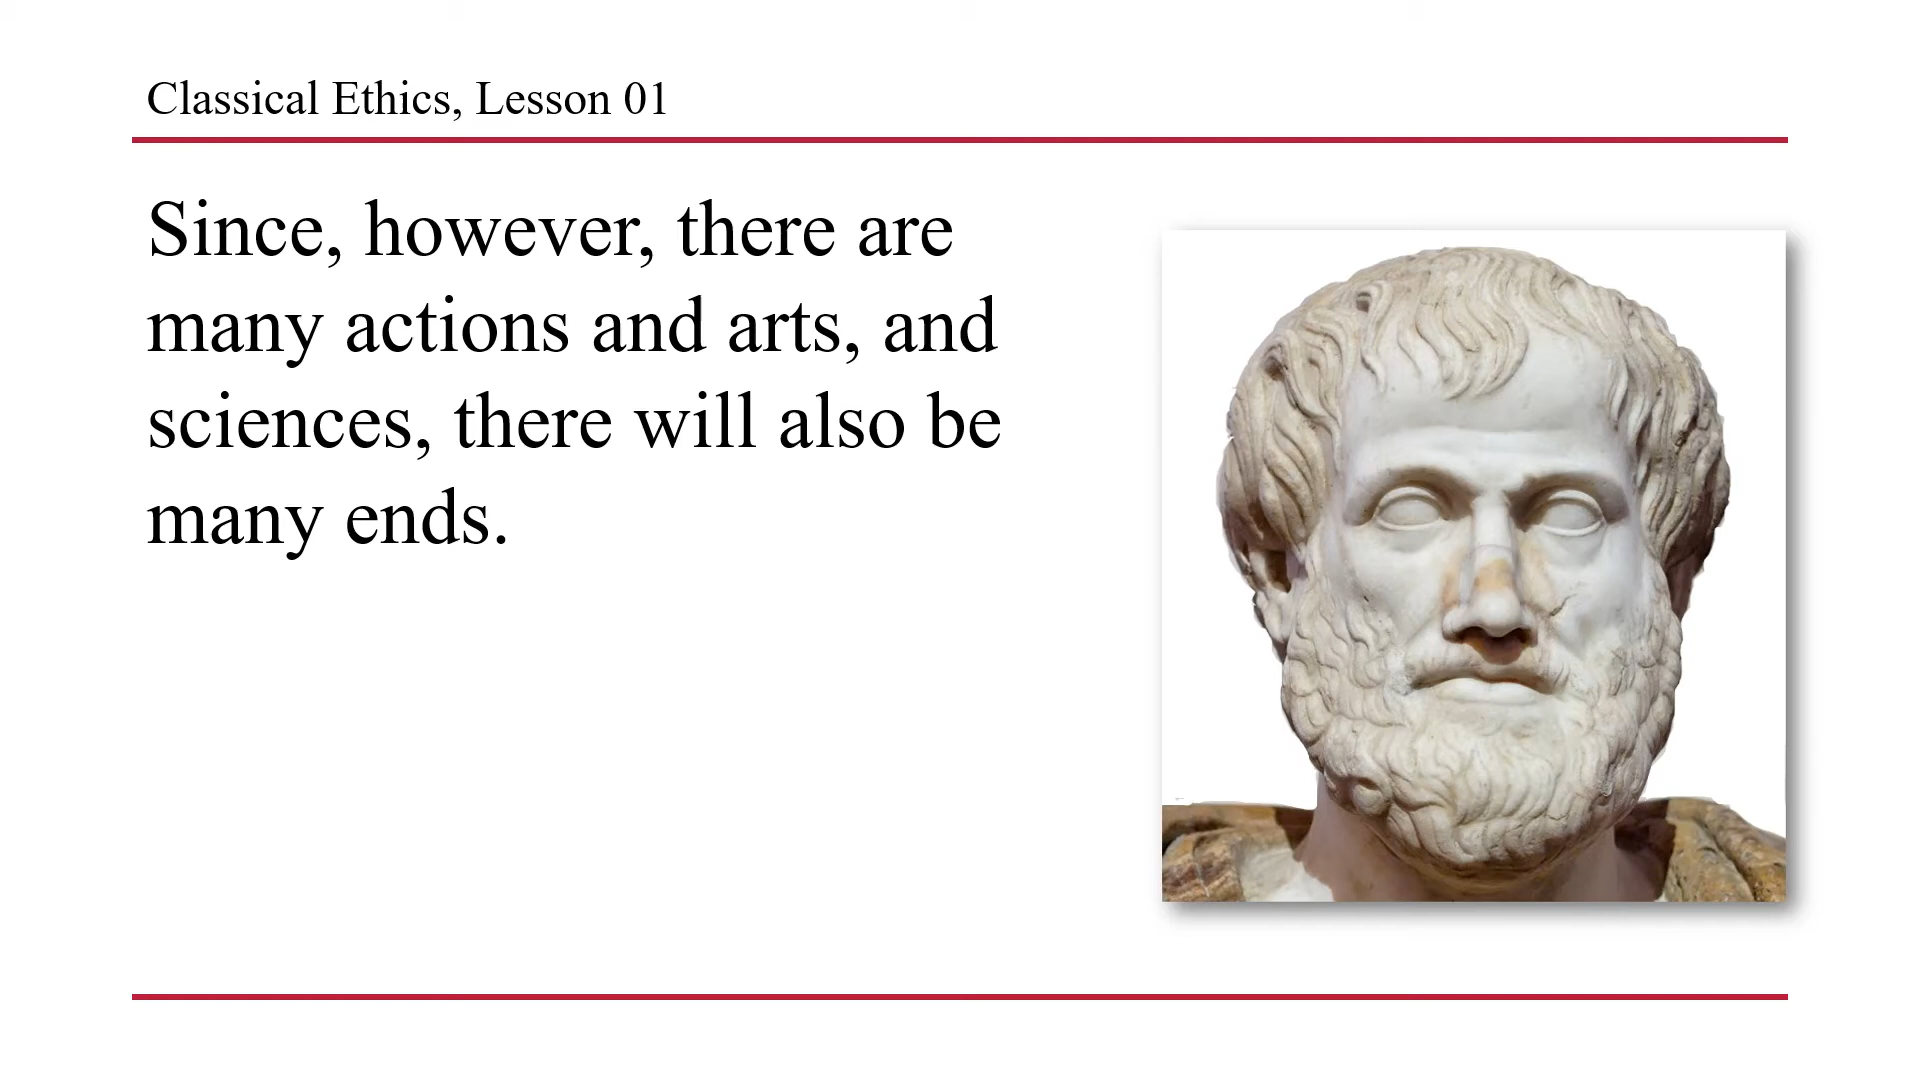 Classical Ethics, Lesson 01
Since, however, there are
many actions and arts, and
sciences, there will also be
many ends.